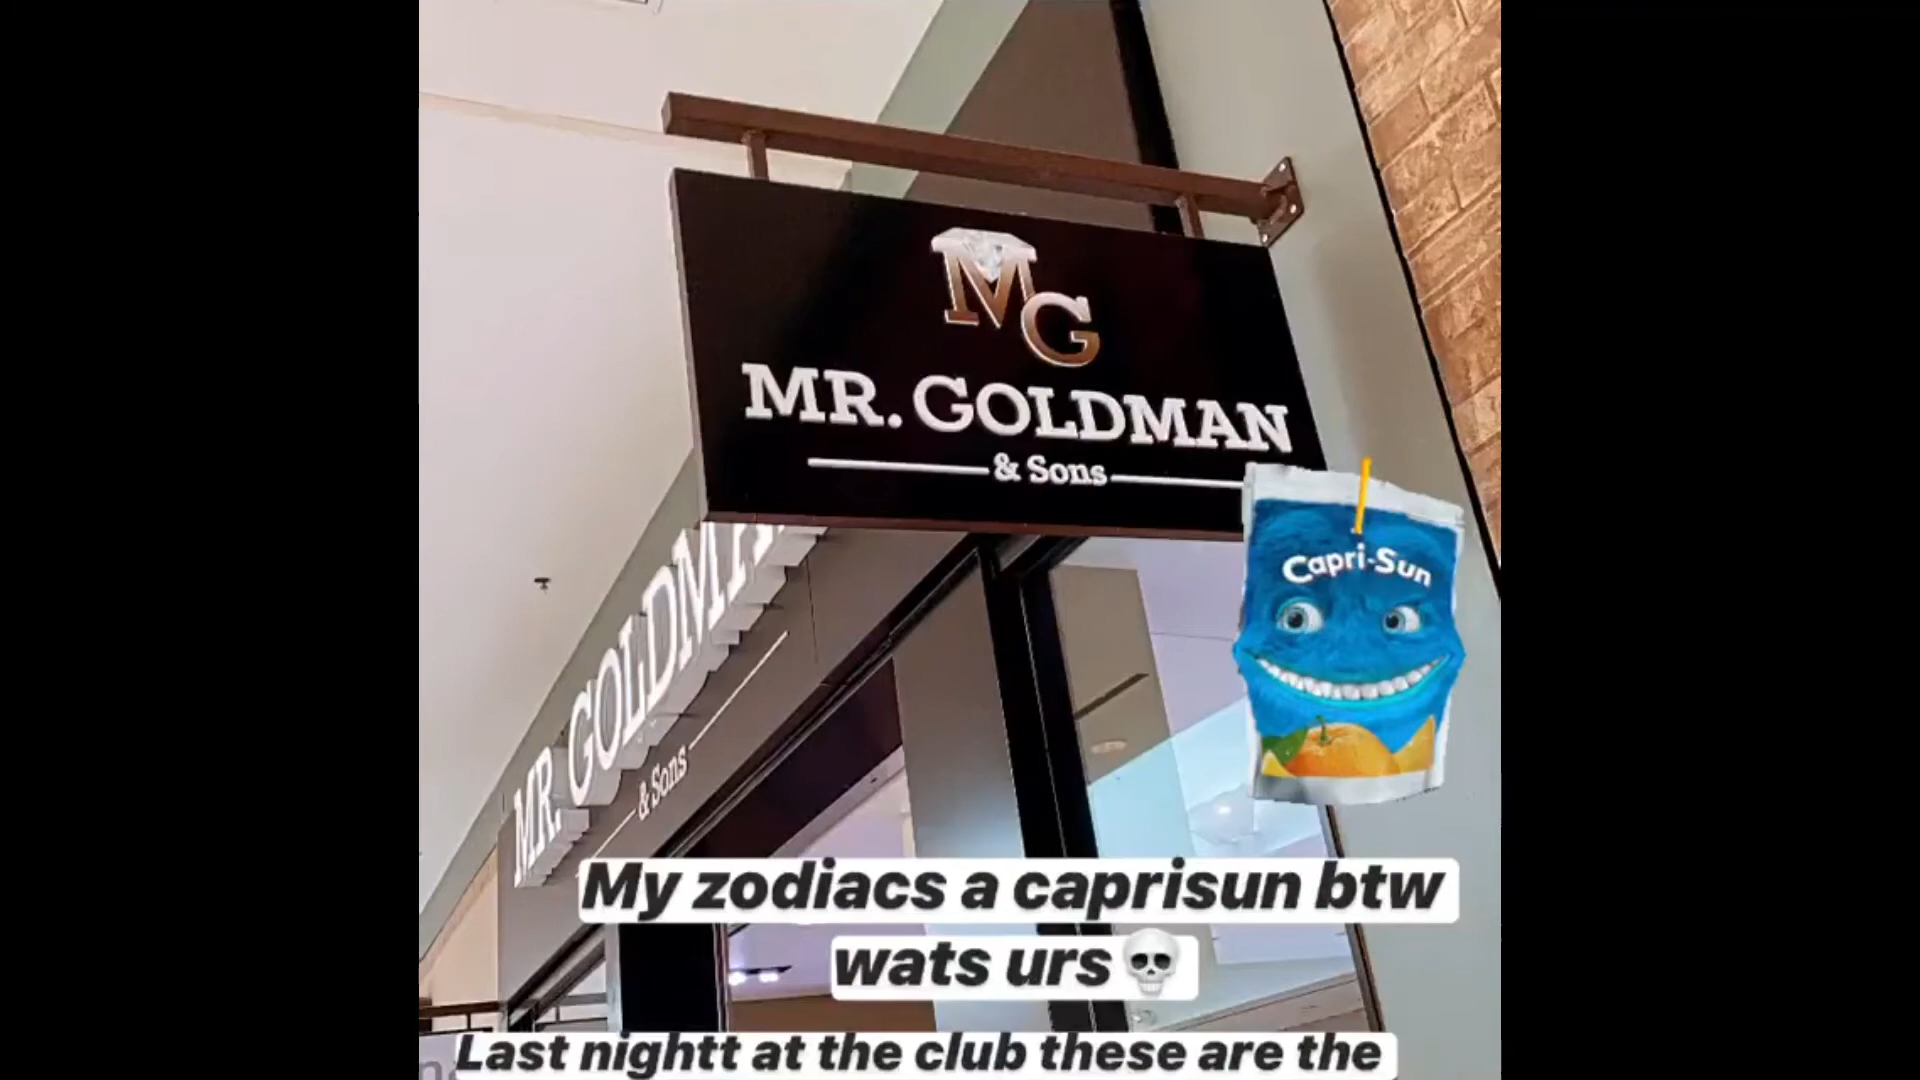 MG
MR. GOLDMAN
& Sons
Capri-Sun
MR. GOLDMA
& Sons
My zodiacs a caprisun btw
wats urs💀
Last nightt at the club these are the